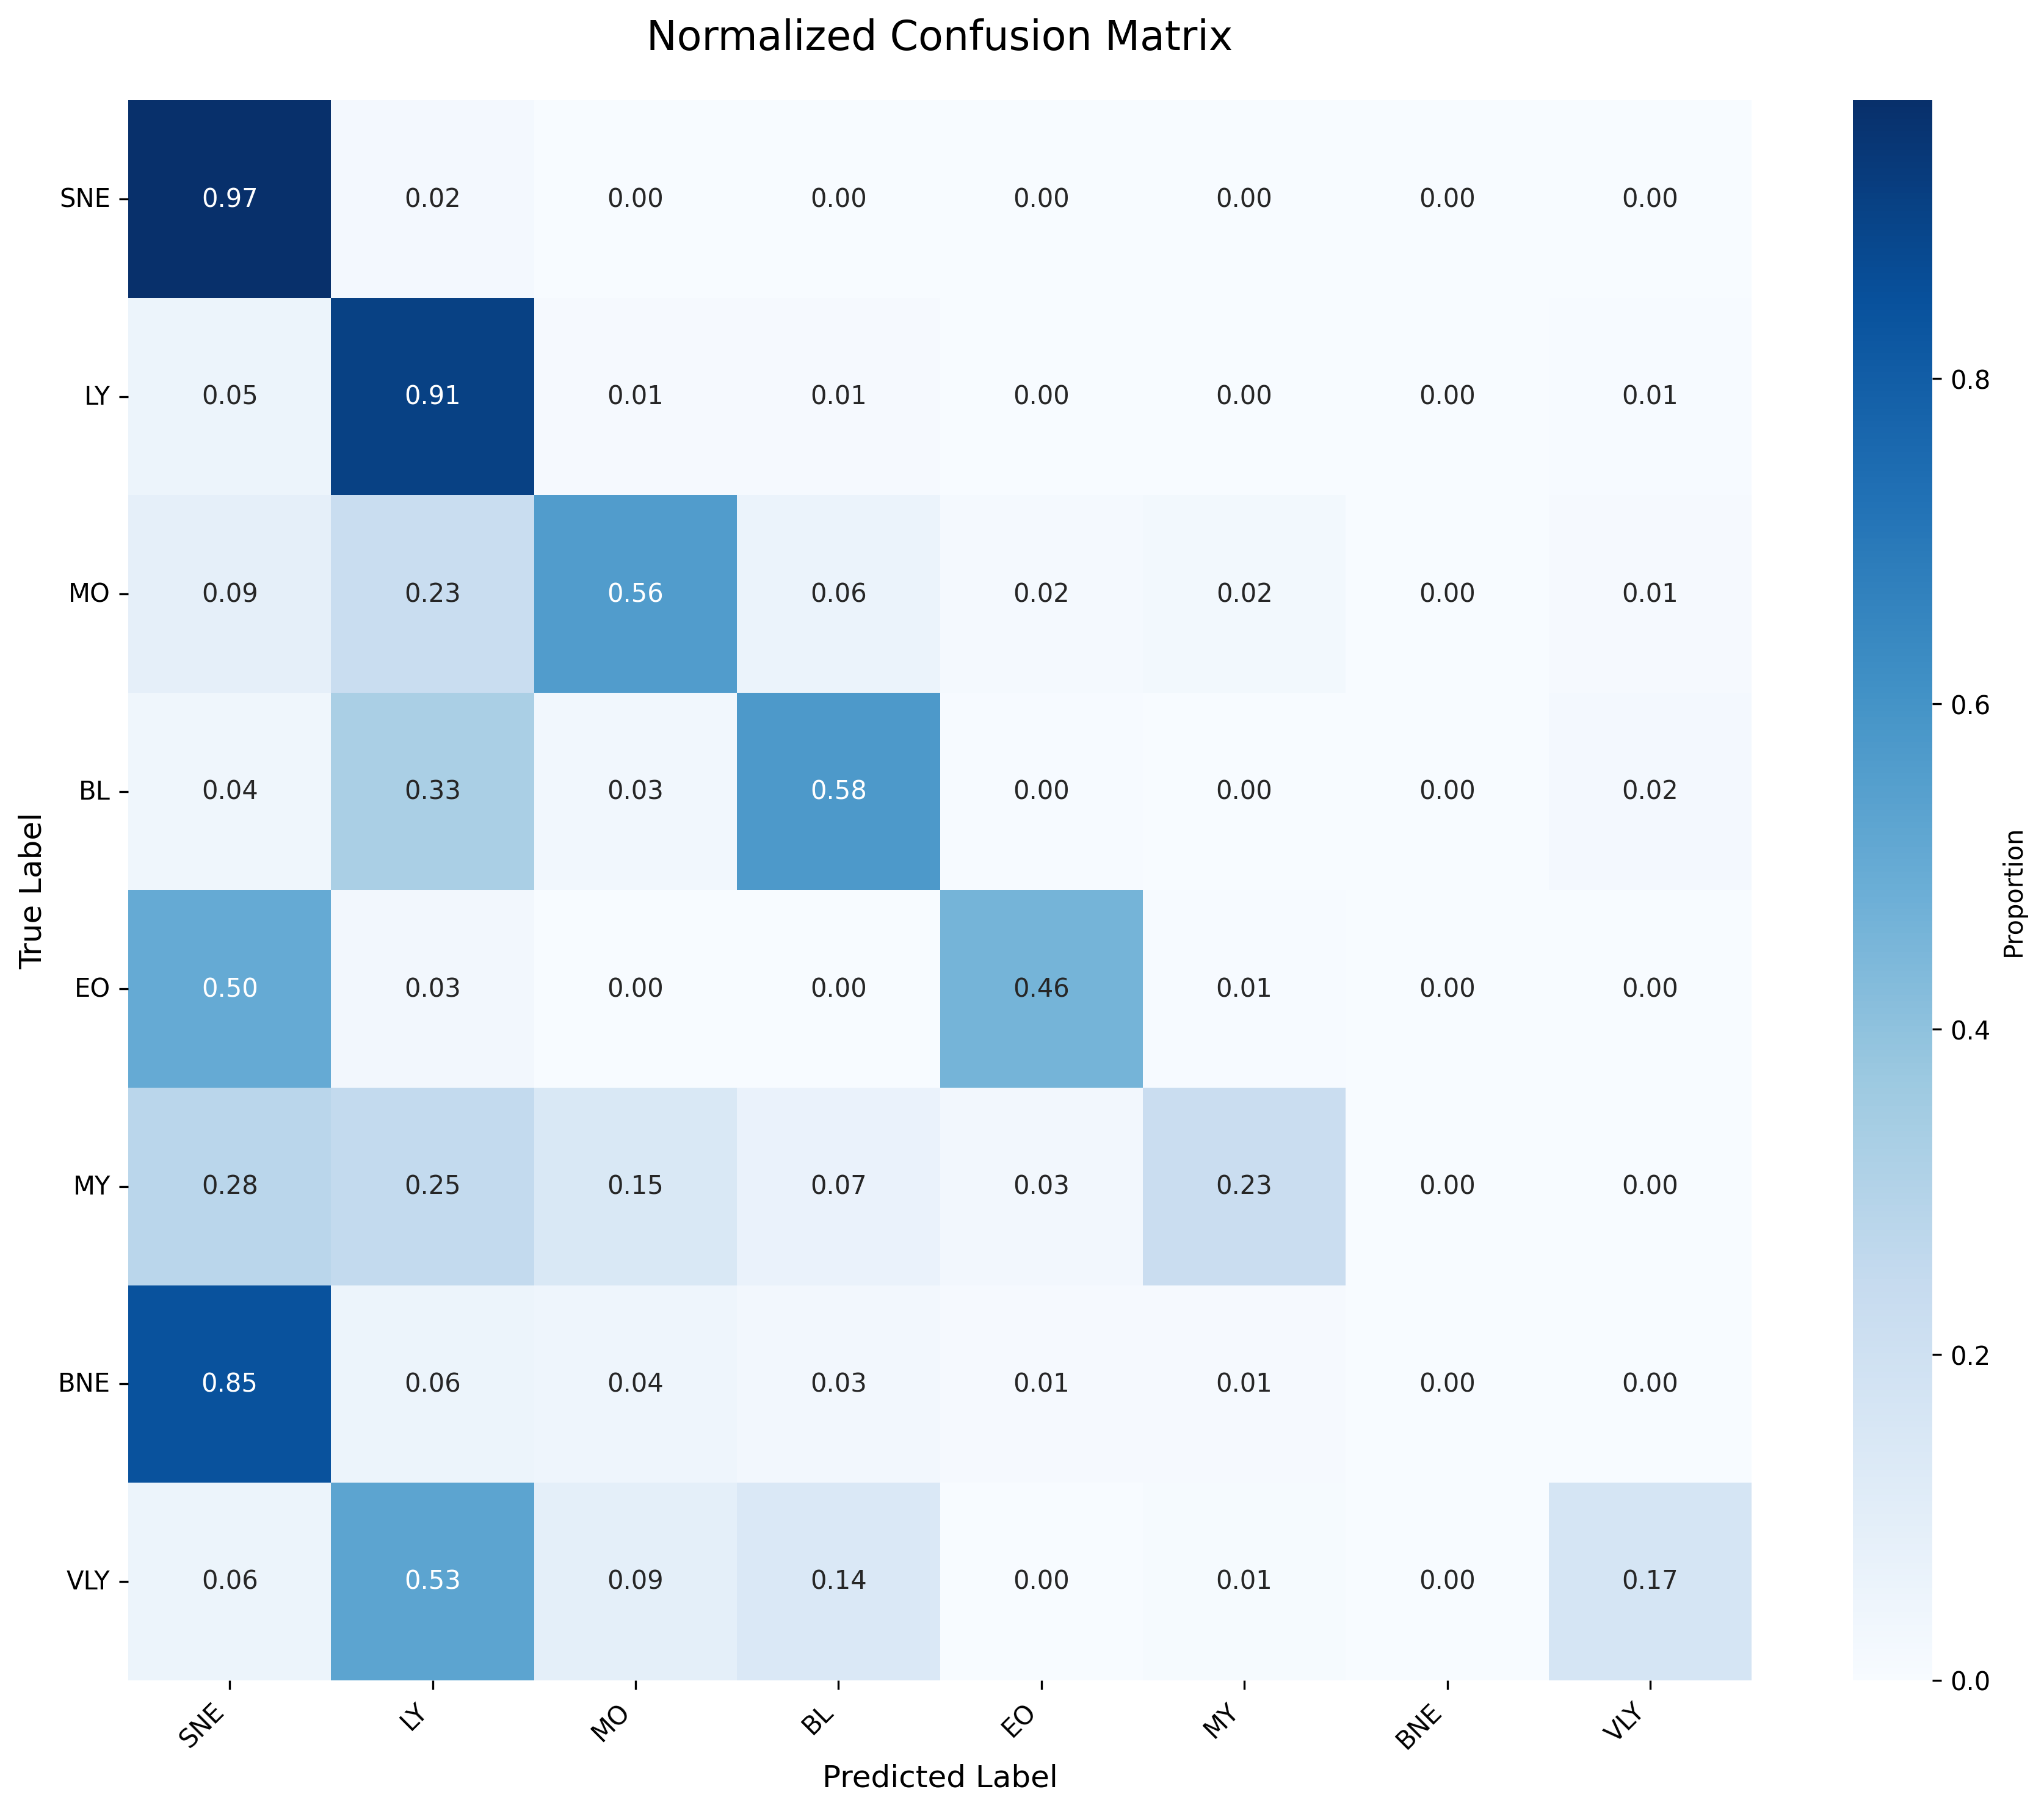 Normalized Confusion Matrix
SNE 0.97 0.02 0.00 0.00 0.00 0.00 0.00 0.00
LY 0.05 0.91 0.01 0.01 0.00 0.00 0.00 0.01
MO 0.09 0.23 0.56 0.06 0.02 0.02 0.00 0.01
BL 0.04 0.33 0.03 0.58 0.00 0.00 0.00 0.02
EO 0.50 0.03 0.00 0.00 0.46 0.01 0.00 0.00
MY 0.28 0.25 0.15 0.07 0.03 0.23 0.00 0.00
BNE 0.85 0.06 0.04 0.03 0.01 0.01 0.00 0.00
VLY 0.06 0.53 0.09 0.14 0.00 0.01 0.00 0.17
SNE LY MO BL EO MY BNE VLY
Predicted Label
True Label
0.8
0.6
0.4
0.2
0.0
Proportion